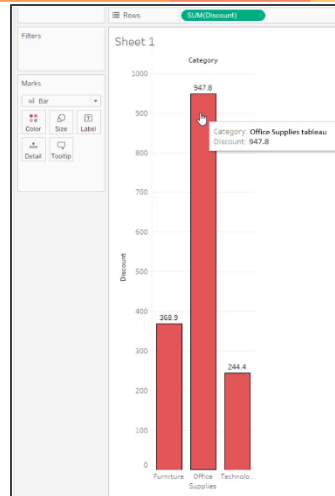 Rows
SUM(Discount)
Filters
Sheet 1
Category
Marks
Bar
Color
Size
Label
Detail
Tooltip
Discount
1000
900
800
700
600
500
400
300
200
100
0
368.9
947.8
244.4
Category: Office Supplies tableau
Discount: 947.8
Furniture
Office
Supplies
Technolo..